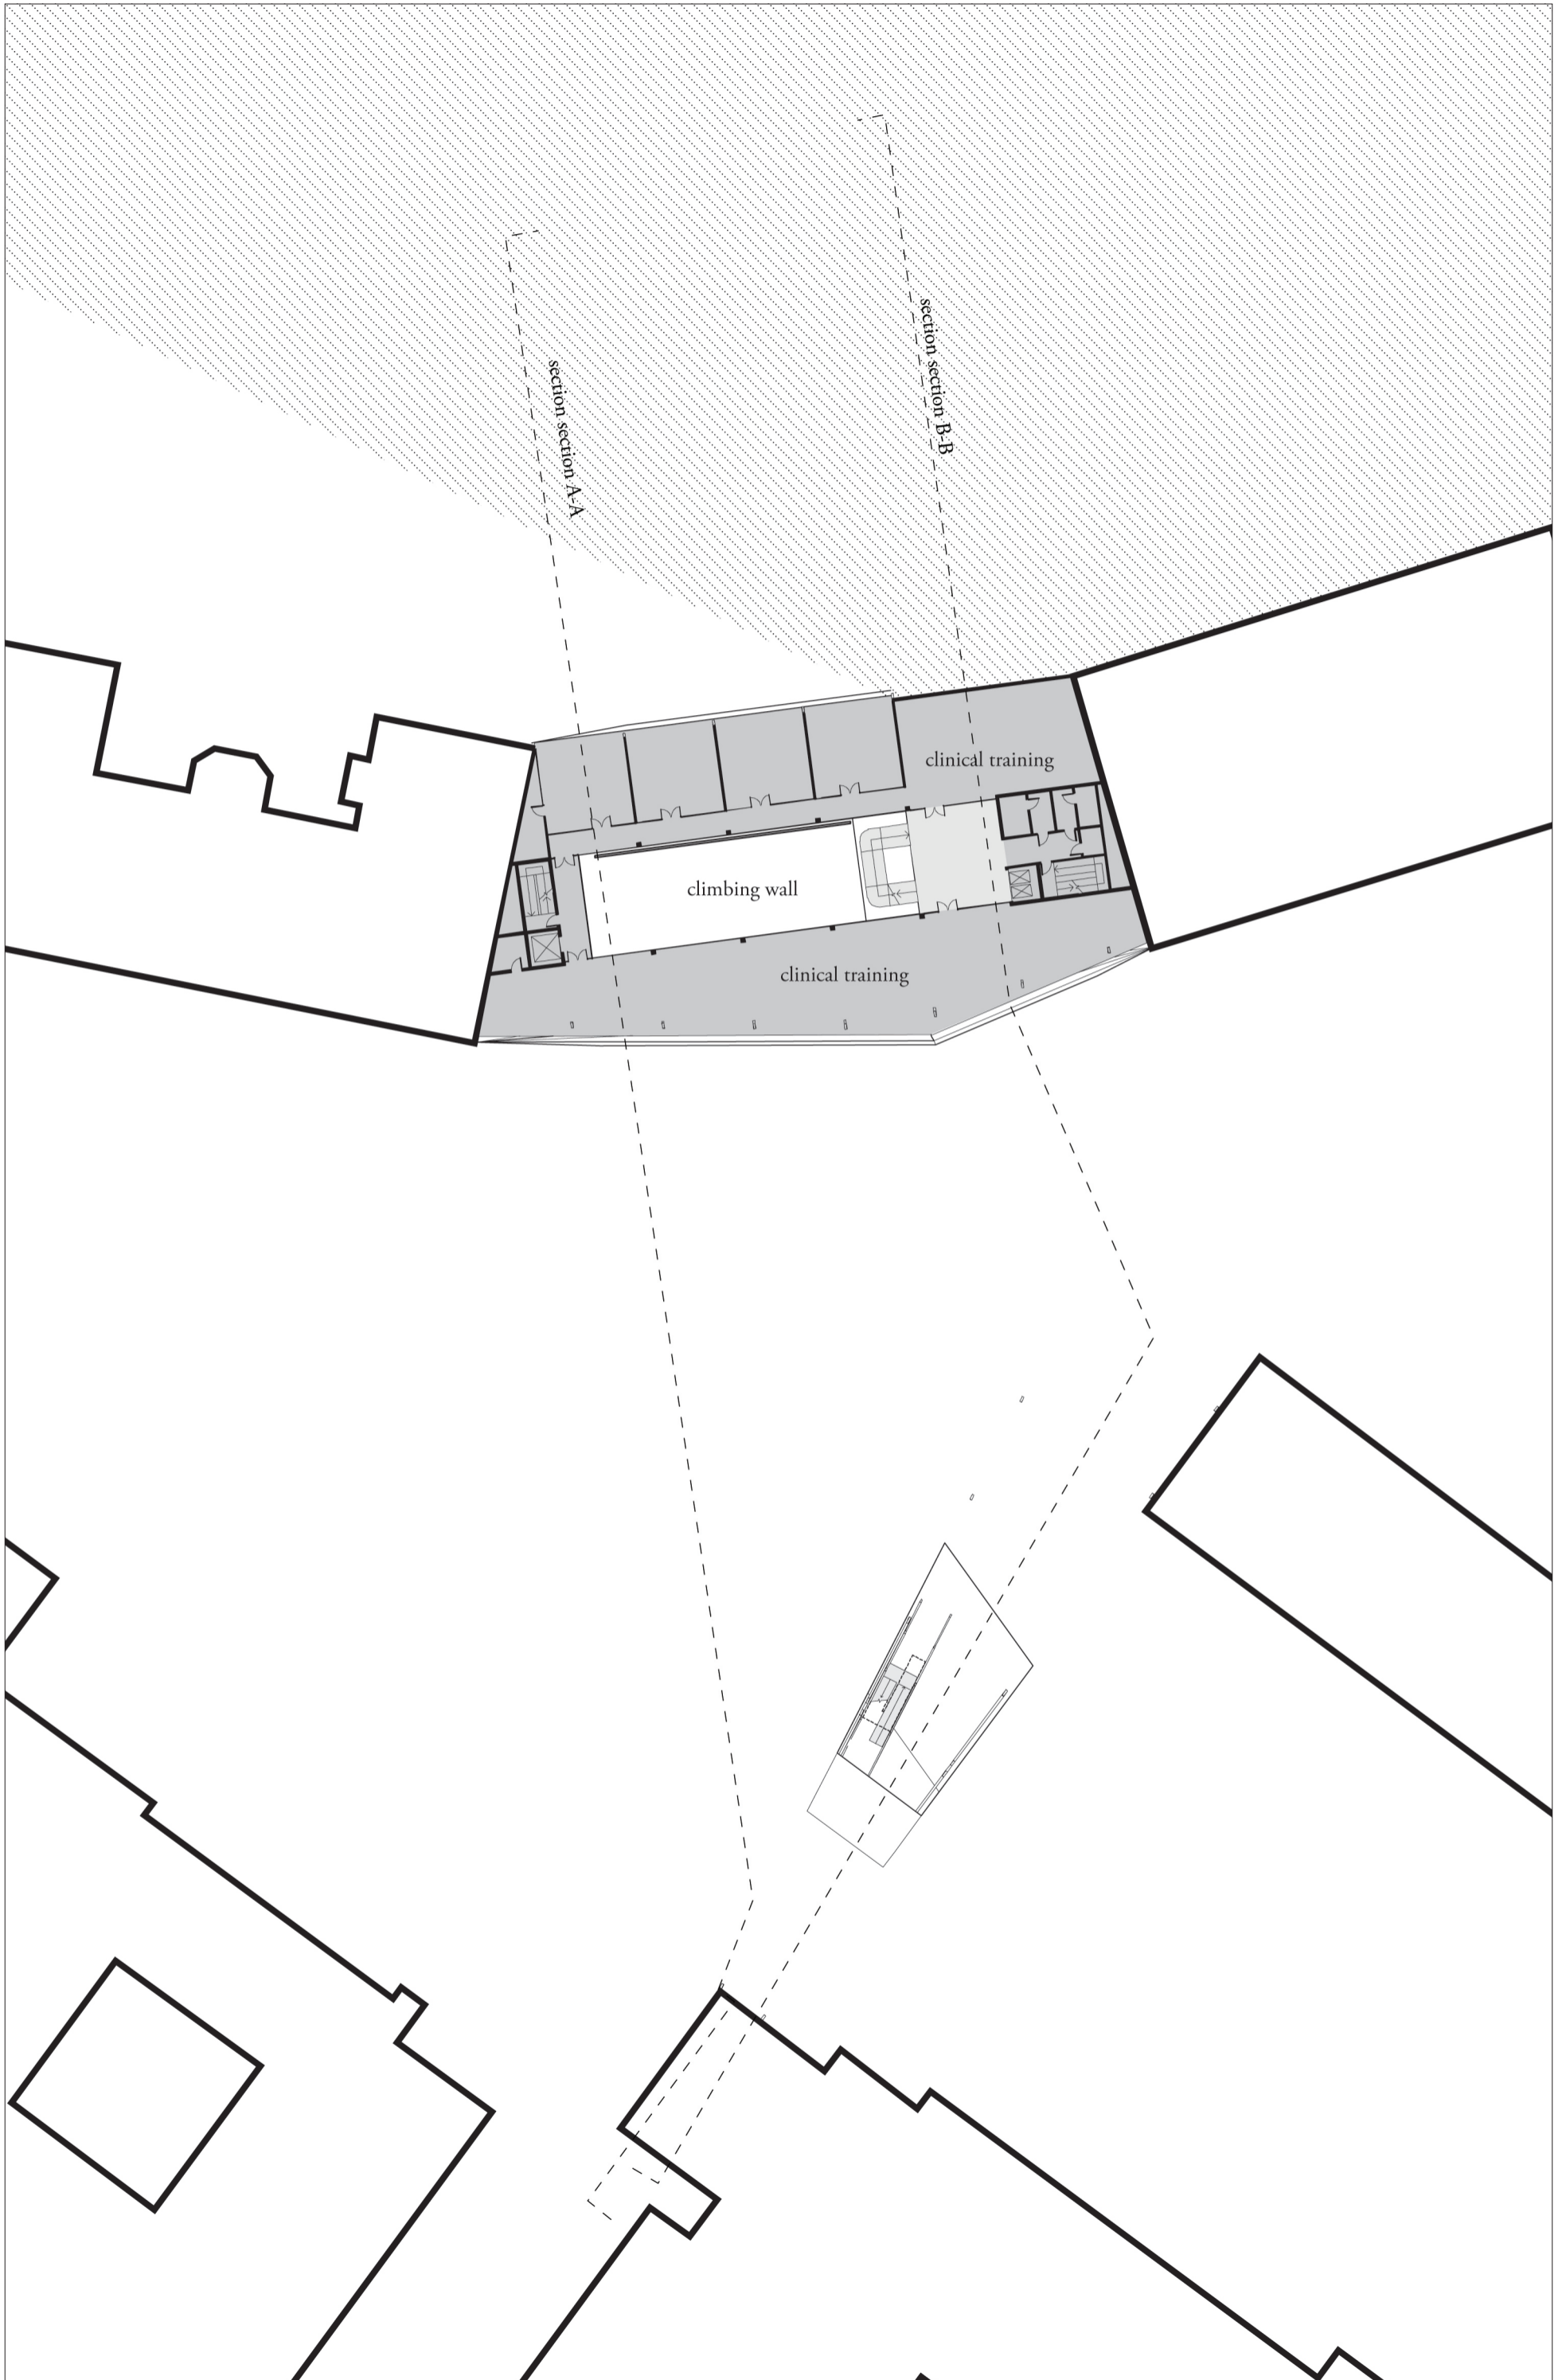 section section B-B
section section A-A
clinical training
climbing wall
clinical training